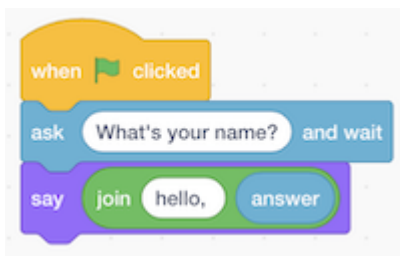 when clicked
ask What's your name? and wait
say join hello, answer